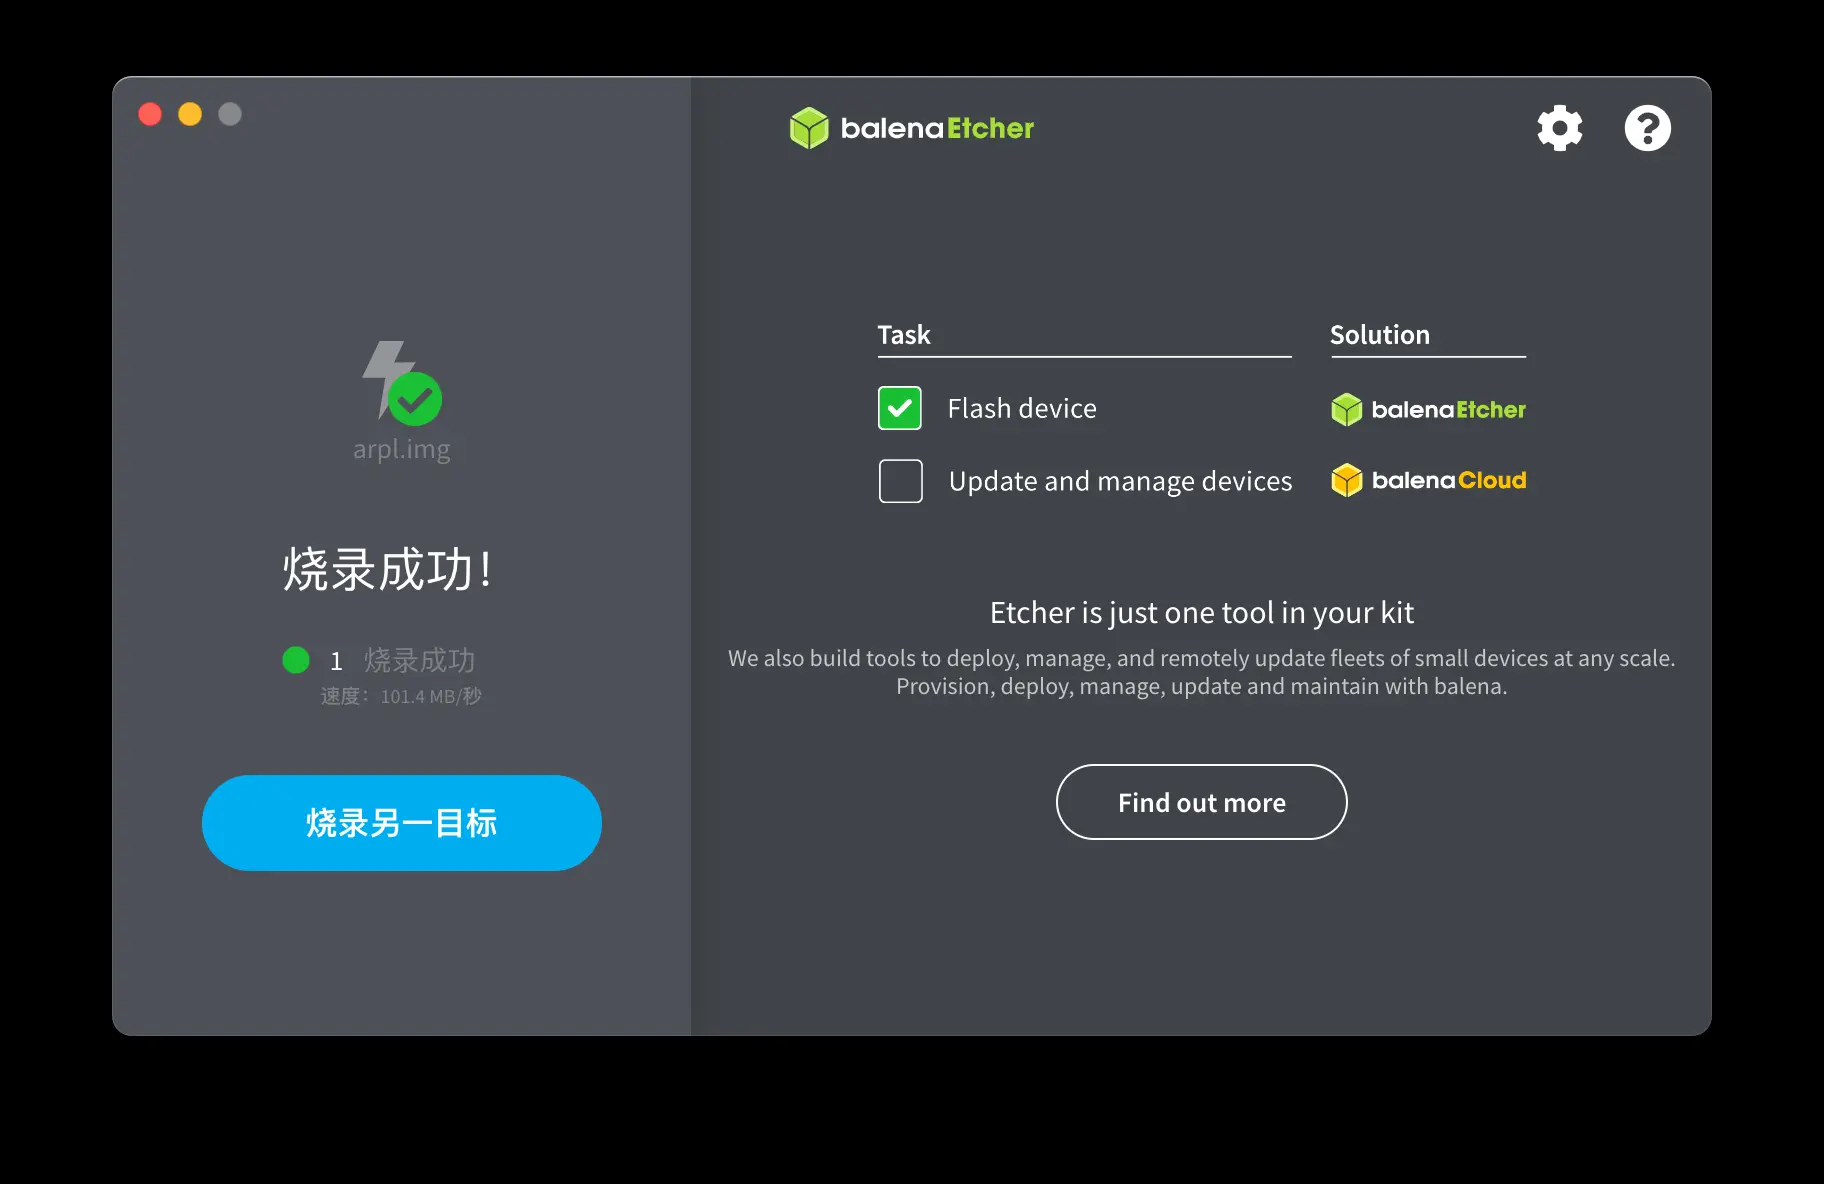 balenaEtcher
arpl.img
烧录成功!
1 烧录成功
速度：101.4 MB/秒
烧录另一目标
Task Solution
Flash device balenaEtcher
Update and manage devices balenaCloud
Etcher is just one tool in your kit
We also build tools to deploy, manage, and remotely update fleets of small devices at any scale.
Provision, deploy, manage, update and maintain with balena.
Find out more